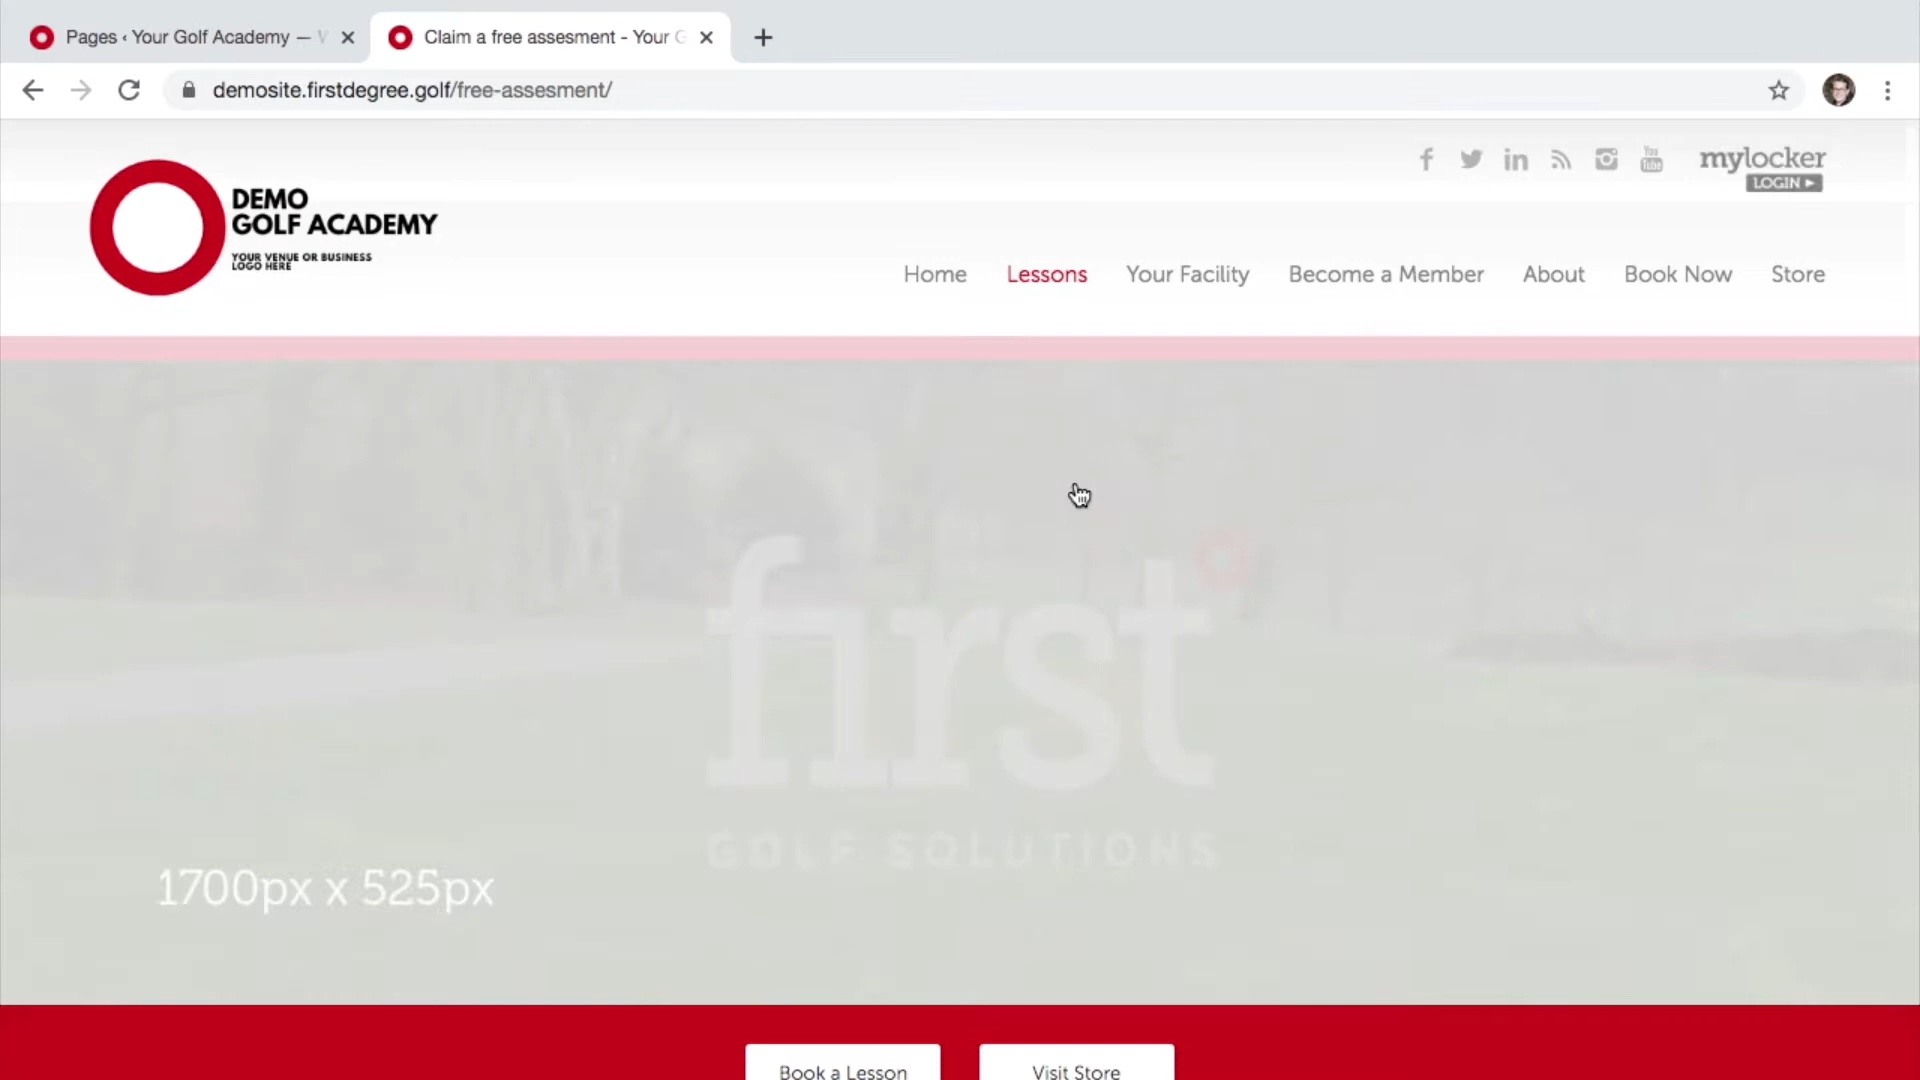 Pages ‹ Your Golf Academy —
Claim a free assesment - Your G
demosite.firstdegree.golf/free-assesment/
You
Tube
mylocker
LOGIN ►
DEMO
GOLF ACADEMY
YOUR VENUE OR BUSINESS
LOGO HERE
Home Lessons Your Facility Become a Member About Book Now Store
first
GOLF SOLUTIONS
1700px x 525px
Book a Lesson Visit Store